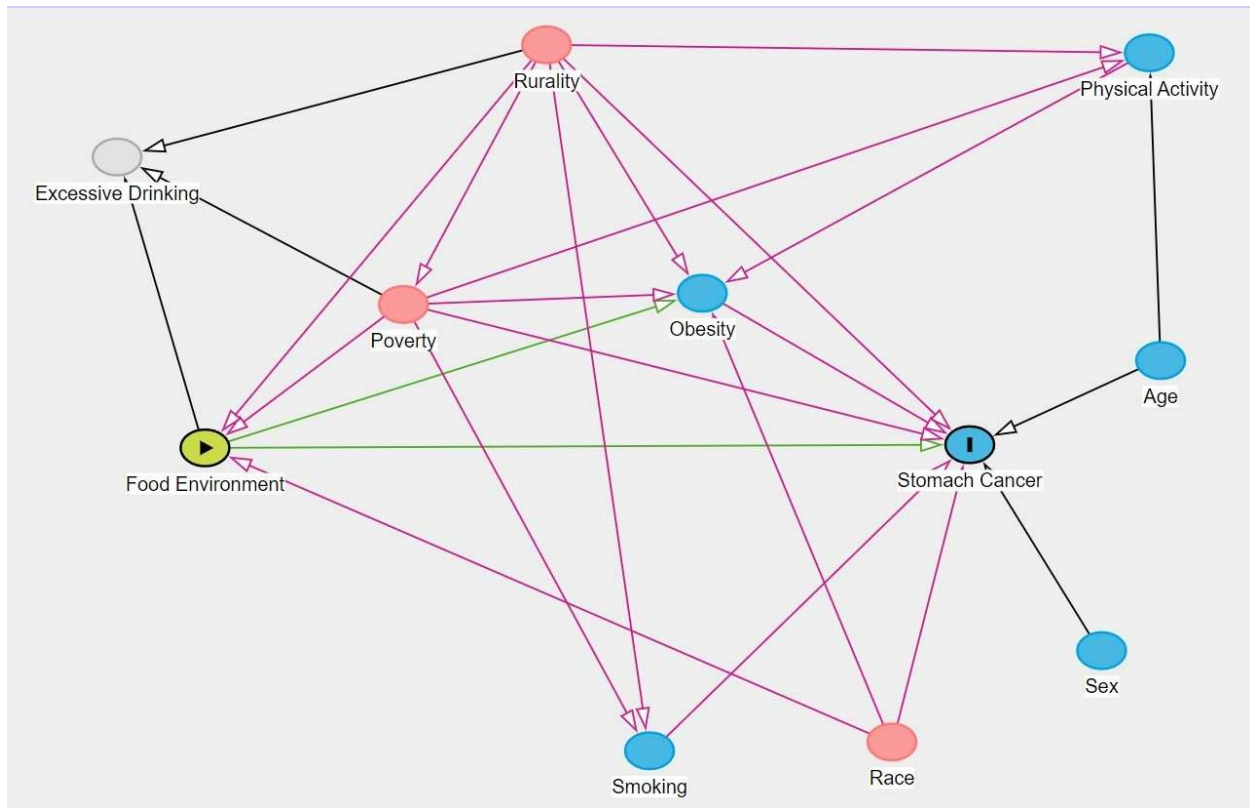 Rurality
Physical Activity
Excessive Drinking
Poverty
Obesity
Age
Food Environment
Stomach Cancer
Sex
Smoking
Race